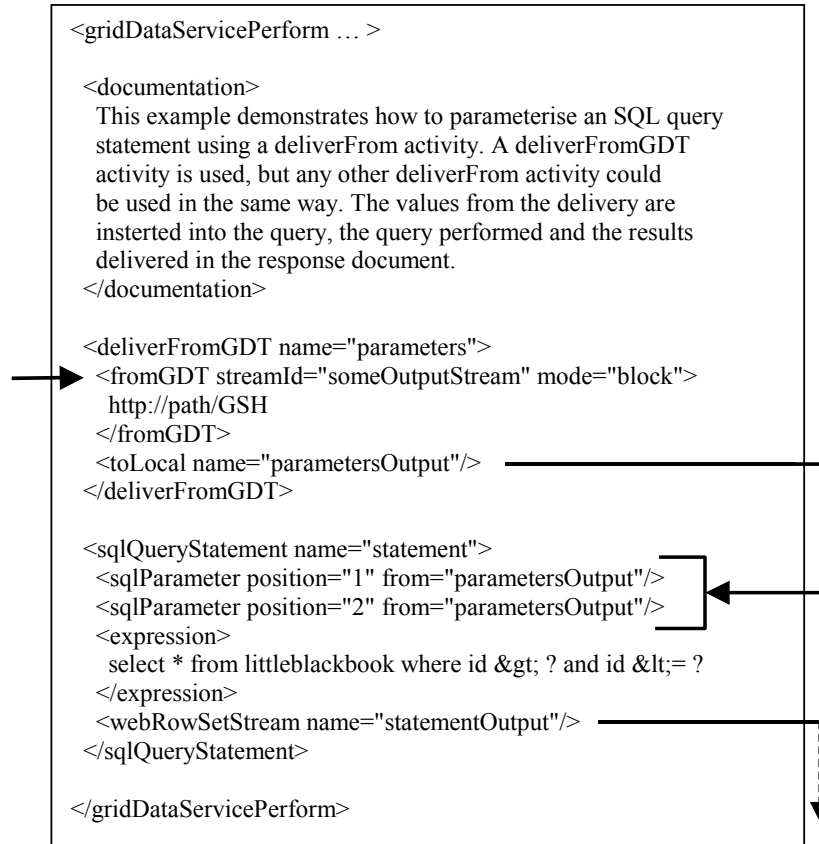 <gridDataServicePerform … >
<documentation>
This example demonstrates how to parameterise an SQL query
statement using a deliverFrom activity. A deliverFromGDT
activity is used, but any other deliverFrom activity could
be used in the same way. The values from the delivery are
insterted into the query, the query performed and the results
delivered in the response document.
</documentation>
<deliverFromGDT name="parameters">
<fromGDT streamId="someOutputStream" mode="block">
http://path/GSH
</fromGDT>
<toLocal name="parametersOutput"/>
</deliverFromGDT>
<sqlQueryStatement name="statement">
<sqlParameter position="1" from="parametersOutput"/>
<sqlParameter position="2" from="parametersOutput"/>
<expression>
select * from littleblackbook where id &gt; ? and id &lt;= ?
</expression>
<webRowSetStream name="statementOutput"/>
</sqlQueryStatement>
</gridDataServicePerform>